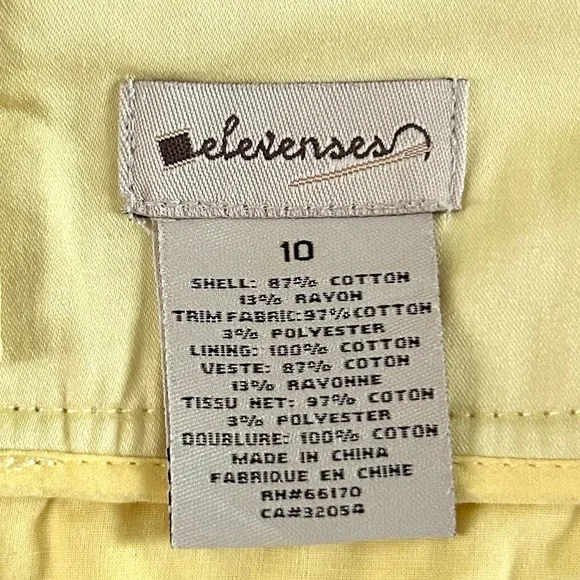 elevenses
10
SHELL: 87% COTTON
13% RAYON
TRIM FABRIC:97%COTTON
3% POLYESTER
LINING: 100% COTTON
VESTE: 87% COTON
13% RAYONNE
TISSU NET: 97% COTON
3% POLYESTER
DOUBLURE: 100% COTON
MADE IN CHINA
FABRIQUE EN CHINE
RN#66170
CA#32054